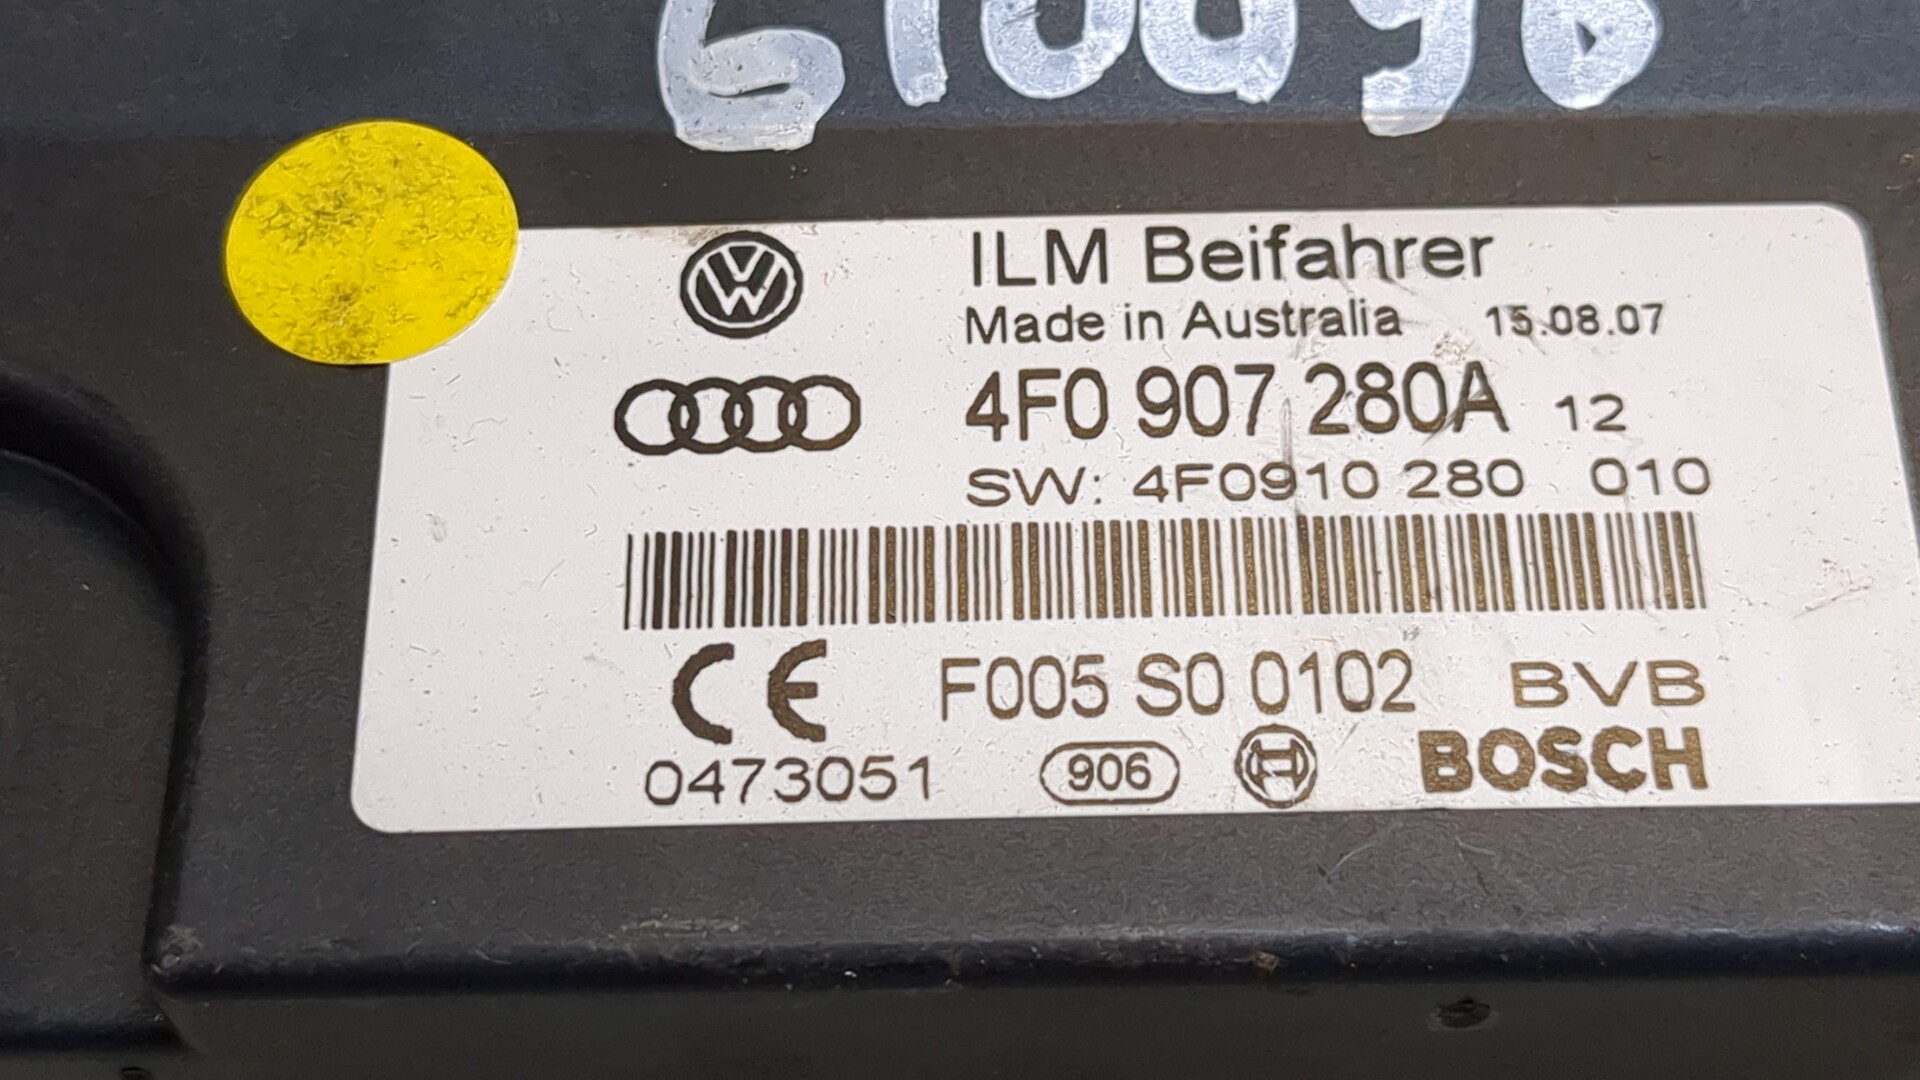 ILM Beifahrer
Made in Australia 15.08.07
4F0 907 280A 12
SW: 4F0910 280 010
CE F005 S0 0102 BVB
0473051 906 BOSCH